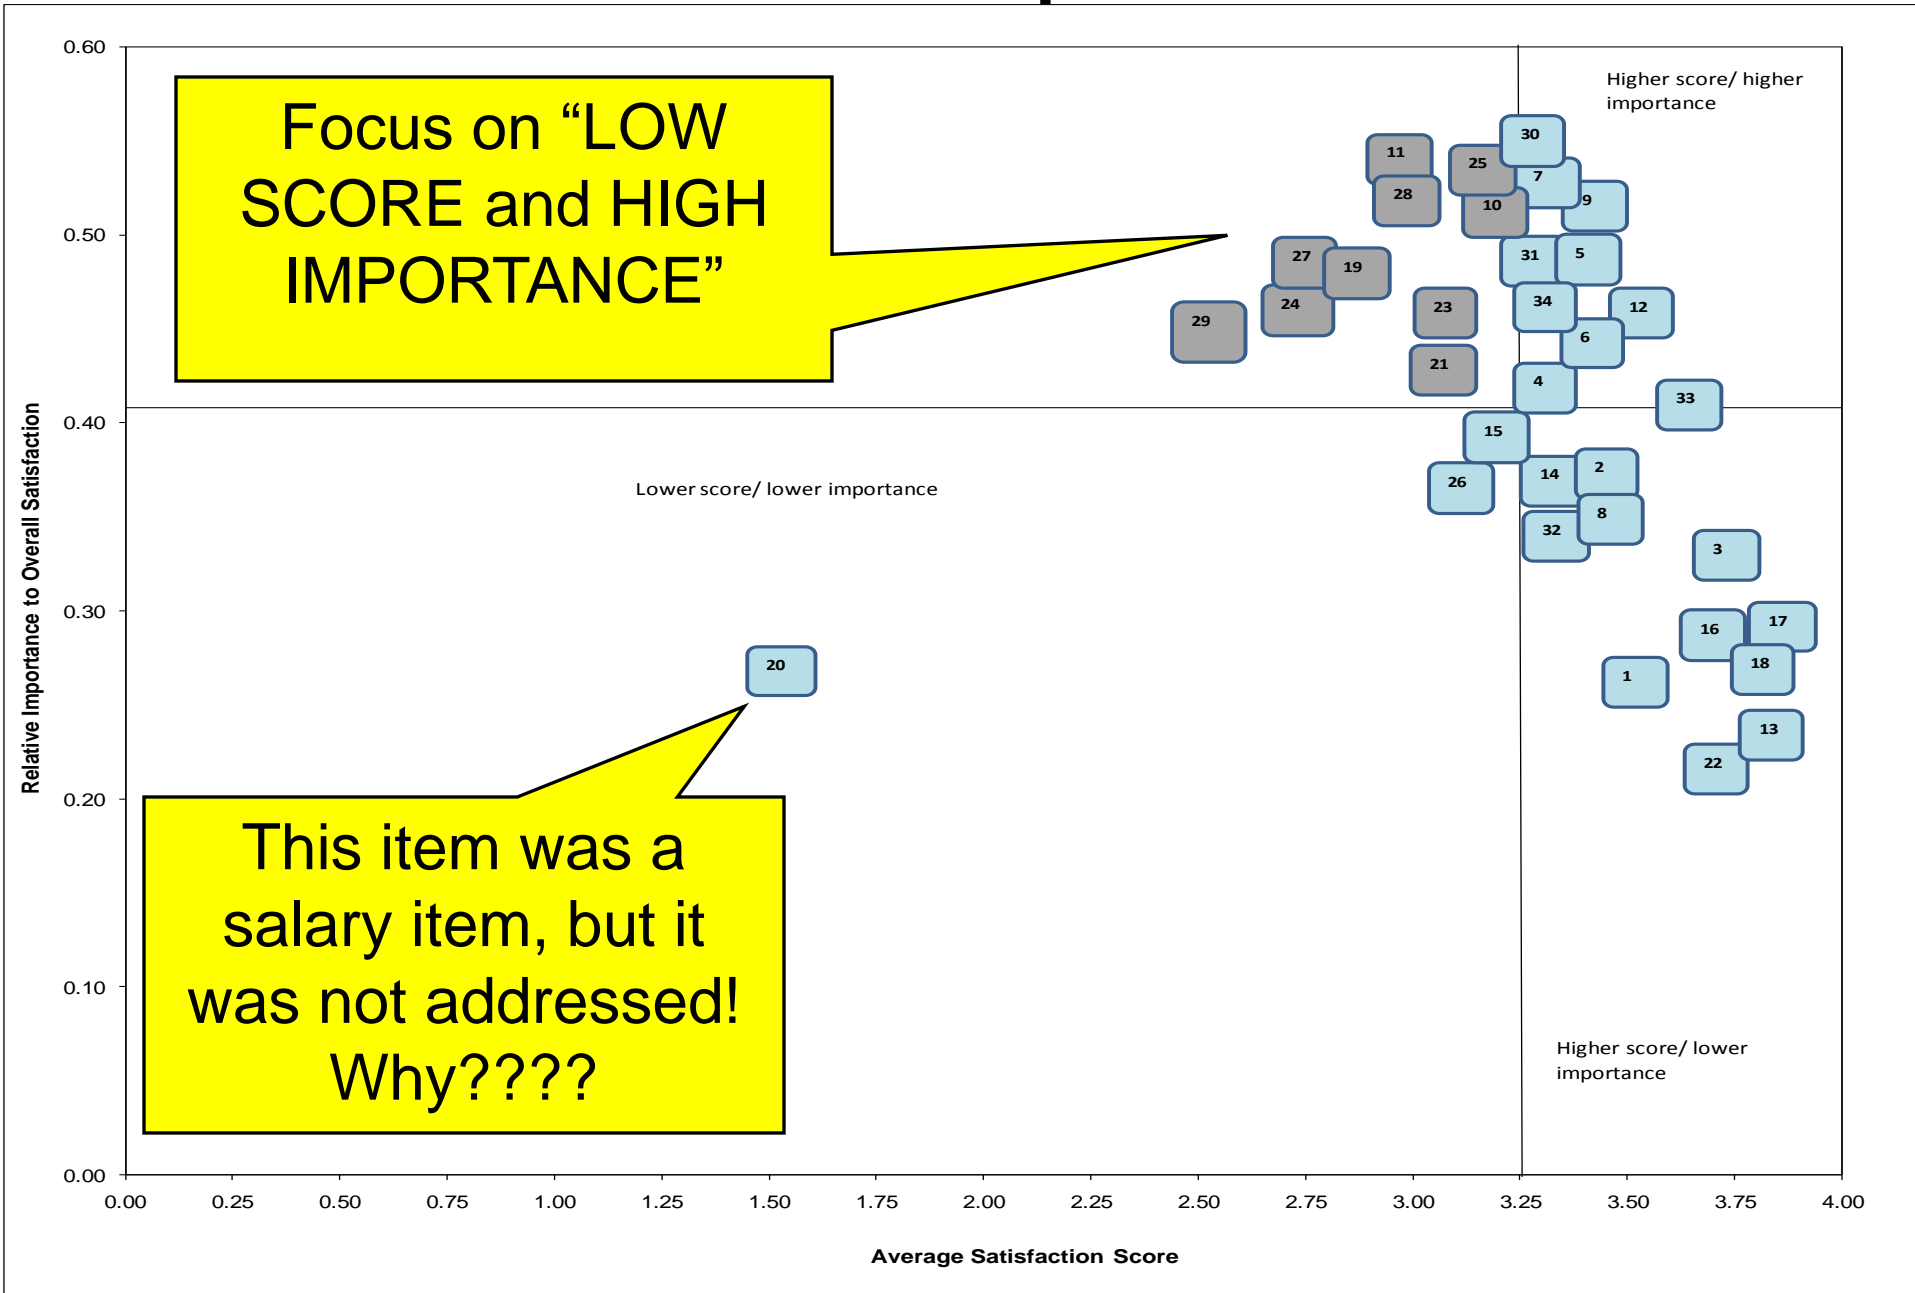 0.60
0.50
0.40
0.30
0.20
0.10
0.00
Relative Importance to Overall Satisfaction
Focus on “LOW
SCORE and HIGH
IMPORTANCE”
Higher score/ higher
importance
30
11
25
7
28
10
9
31
5
27
19
24
34
23
12
29
6
21
4
33
15
Lower score/ lower importance
26
14
2
8
32
3
16
17
18
1
20
13
22
This item was a
salary item, but it
was not addressed!
Why????
Higher score/ lower
importance
0.00 0.25 0.50 0.75 1.00 1.25 1.50 1.75 2.00 2.25 2.50 2.75 3.00 3.25 3.50 3.75 4.00
Average Satisfaction Score